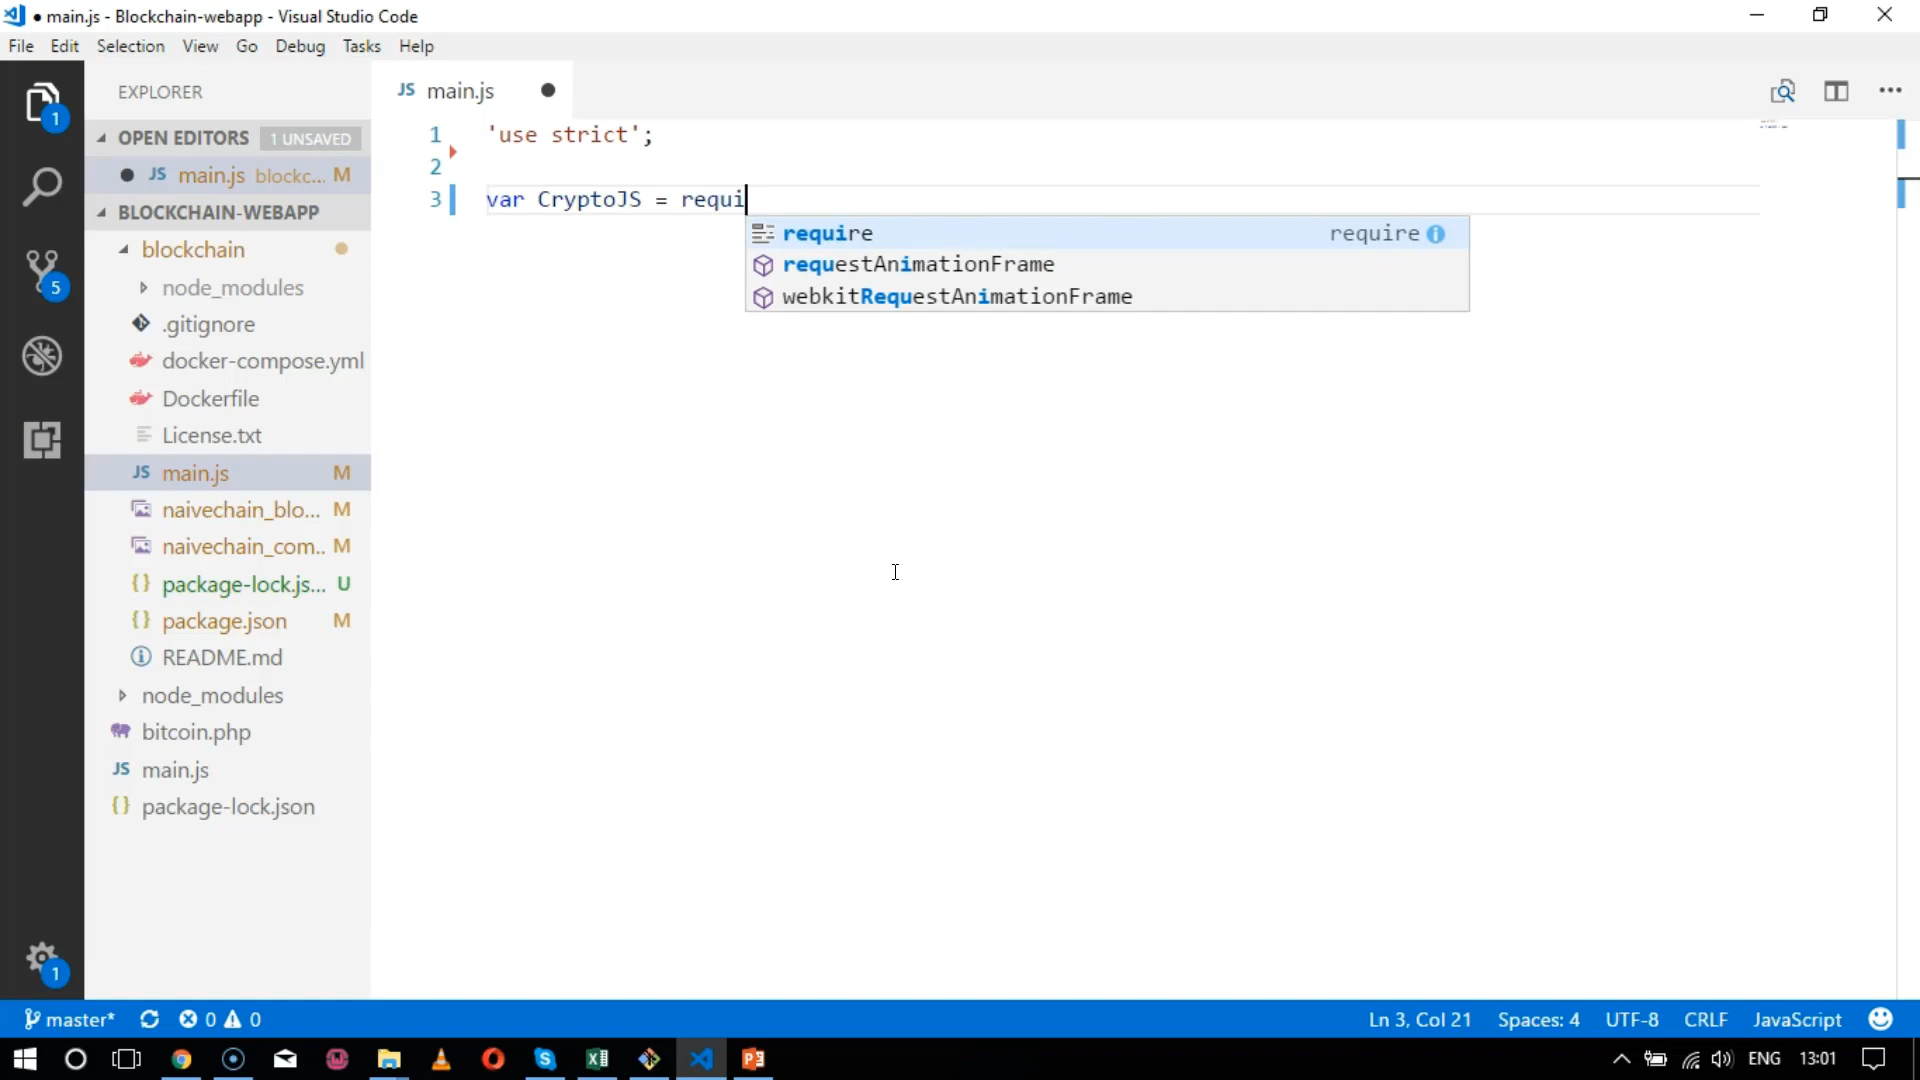 main.js - Blockchain-webapp - Visual Studio Code
File Edit Selection View Go Debug Tasks Help
EXPLORER
OPEN EDITORS 1 UNSAVED
JS main.js blockc... M
BLOCKCHAIN-WEBAPP
blockchain
node_modules
.gitignore
docker-compose.yml
Dockerfile
License.txt
JS main.js M
naivechain_blo... M
naivechain_com.. M
{} package-lock.js... U
{} package.json M
README.md
node_modules
bitcoin.php
JS main.js
{} package-lock.json
1
5
1
JS main.js
1 'use strict';
2
3 var CryptoJS = requi
require require
requestAnimationFrame
webkitRequestAnimationFrame
master* 0 0 Ln 3, Col 21 Spaces: 4 UTF-8 CRLF JavaScript
ENG 13:01